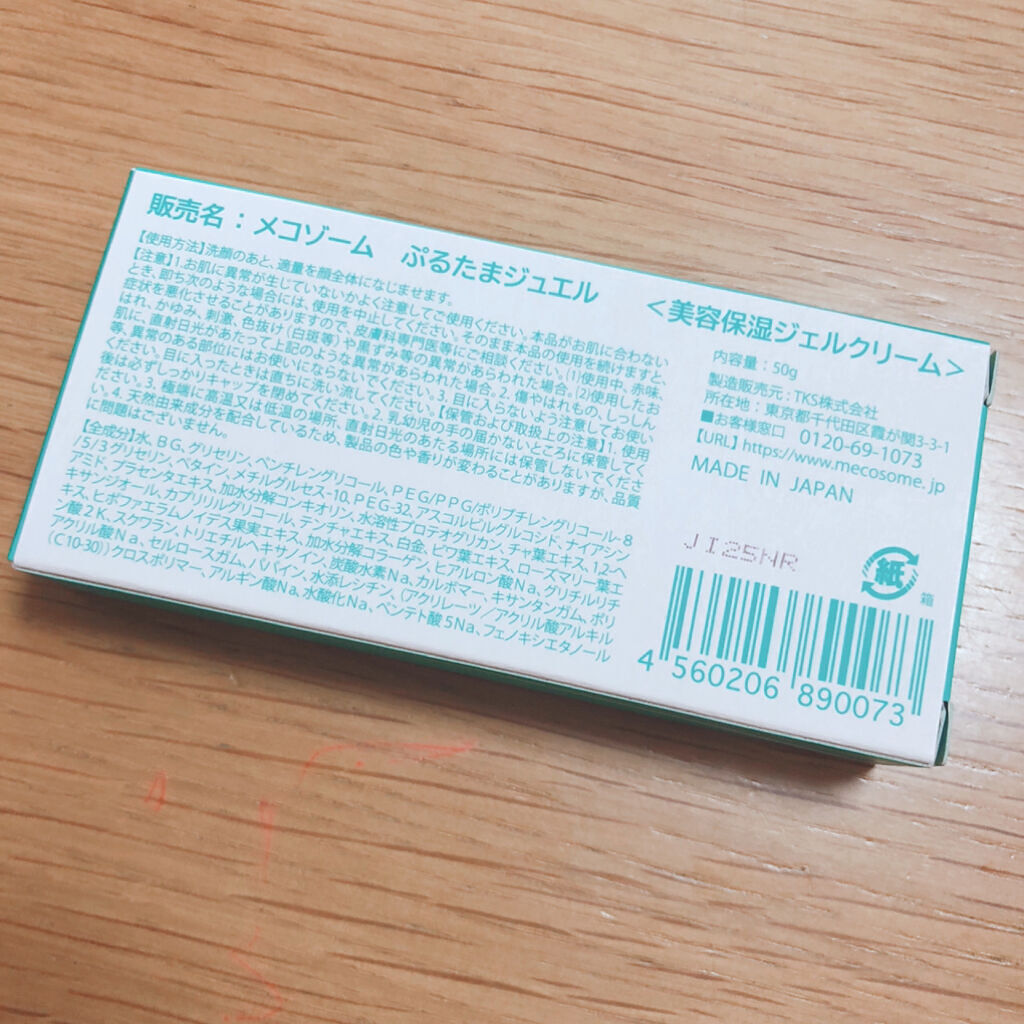 販売名：メコゾーム　ぷるたまジュエル　＜美容保湿ジェルクリーム＞
【使用方法】洗顔のあと、適量を顔全体になじませます。
【注意】1.お肌に異常が生じていないかよく注意してご使用ください。本品がお肌に合わない
とき、即ち次のような場合には、使用を中止してください。そのまま本品の使用を続けますと、
症状を悪化させることがありますので、皮膚科専門医等にご相談ください。(1)使用中、赤味、
はれ、かゆみ、刺激、色抜け(白斑等)や黒ずみ等の異常があらわれた場合。(2)使用したお
肌に、直射日光があたって上記のような異常があらわれた場合。2.傷やはれもの、しっしん
等、異常のある部位にはお使いにならないでください。3.目に入らないよう注意してお使い
ください。目に入ったときは直ちに洗い流してください。【保管および取扱上の注意】1.使用
後は必ずしっかりキャップを閉めてください。2.乳幼児の手の届かないところに保管してく
ださい。3.極端に高温又は低温の場所、直射日光のあたる場所には保管しないでくださ
い。4.天然由来成分を配合しているため、製品の色や香りが変わることがありますが、品質
に問題はございません。
【全成分】水、BG、グリセリン、ペンチレングリコール、PEG/PPG/ポリブチレングリコール-8
/5/3グリセリン、ベタイン、メチルグルセス-10、PEG-32、アスコルビルグルコシド、ナイアシン
アミド、プラセンタエキス、加水分解コンキオリン、水溶性プロテオグリカン、チャ葉エキス、1,2-ヘ
キサンジオール、カプリリルグリコール、テンチャエキス、白金、ビワ葉エキス、ローズマリー葉エ
キス、ヒポファエラムノイデス果実エキス、加水分解コラーゲン、ヒアルロン酸Na、グリチルリチ
ン酸2K、スクワラン、トリエチルヘキサノイン、炭酸水素Na、カルボマー、キサンタンガム、ポリ
アクリル酸Na、セルロースガム、パパイン、水添レシチン、(アクリレーツ／アクリル酸アルキル
(C10-30))クロスポリマー、アルギン酸Na、水酸化Na、ペンテト酸5Na、フェノキシエタノール
内容量：50g
製造販売元：TKS株式会社
所在地：東京都千代田区霞が関3-3-1
■お客様窓口　0120-69-1073
【URL】https://www.mecosome.jp
MADE IN JAPAN
JI25NR
紙
箱
4 560206 890073